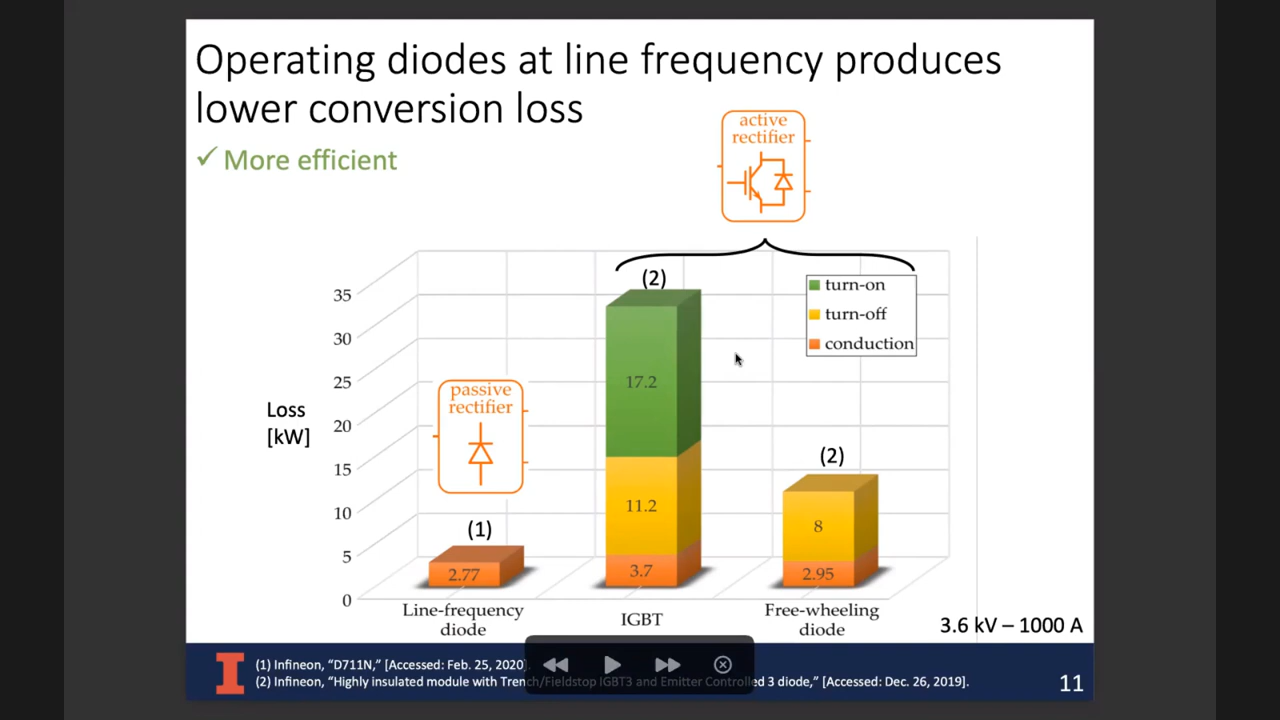 Operating diodes at line frequency produces
lower conversion loss
✓ More efficient
active
rectifier
(2)
turn-on
turn-off
conduction
35
30
25
20
15
10
5
0
Loss
[kW]
passive
rectifier
(1)
2.77
17.2
11.2
3.7
(2)
8
2.95
Line-frequency
diode
IGBT
Free-wheeling
diode
3.6 kV – 1000 A
(1) Infineon, “D711N,” [Accessed: Feb. 25, 2020].
(2) Infineon, “Highly insulated module with Trench/Fieldstop IGBT3 and Emitter Controlled 3 diode,” [Accessed: Dec. 26, 2019].
11